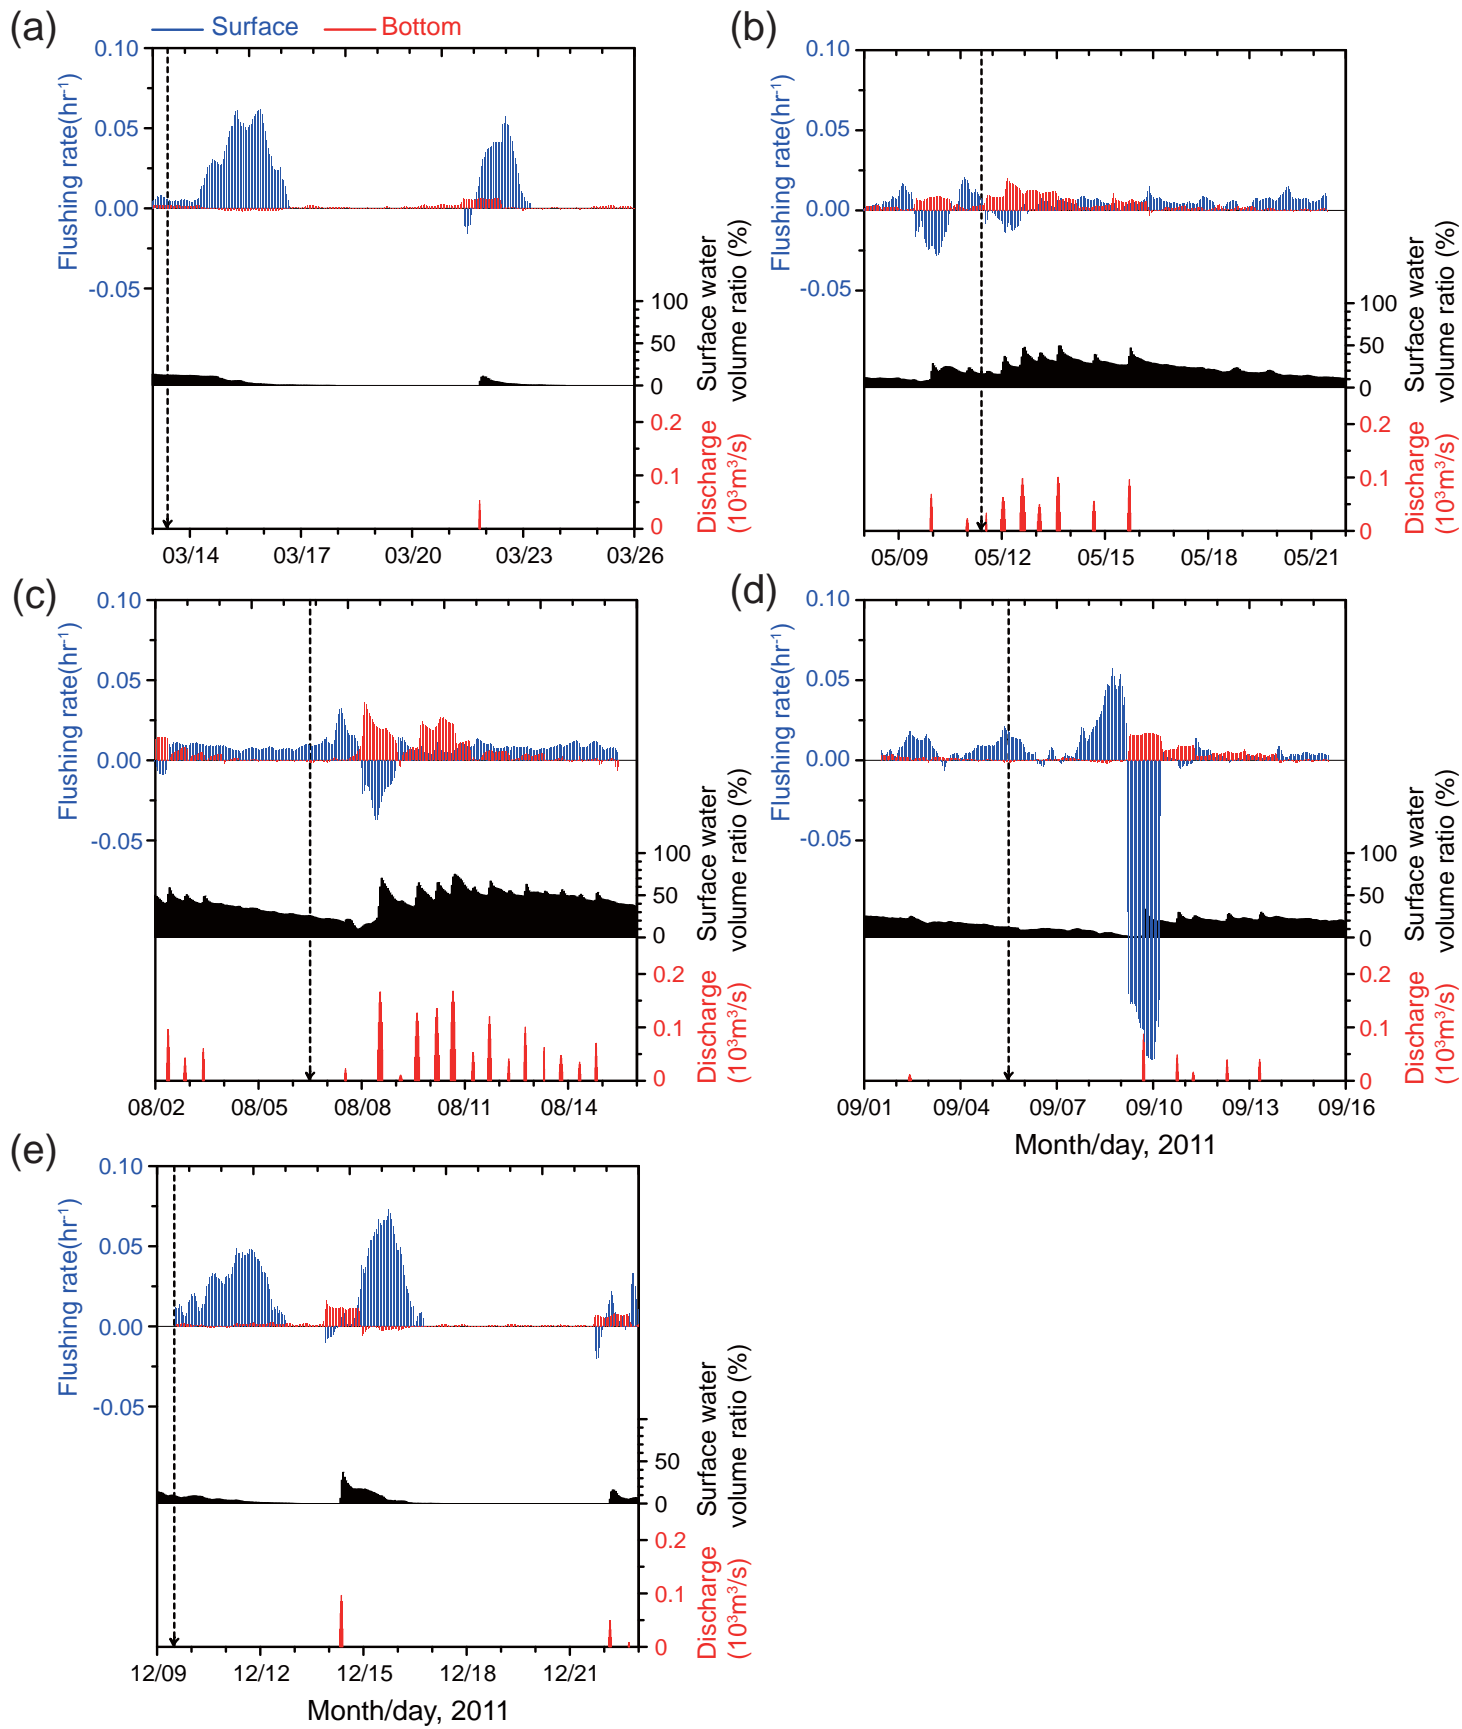 (a)
Surface Bottom
0.10
0.05
0.00
-0.05
Flushing rate(hr-1)
100
50
0
Surface water
volume ratio (%)
0.2
0.1
0
Discharge
(10³m³/s)
03/14 03/17 03/20 03/23 03/26
(b)
0.10
0.05
0.00
-0.05
Flushing rate(hr-1)
100
50
0
Surface water
volume ratio (%)
0.2
0.1
0
Discharge
(10³m³/s)
05/09 05/12 05/15 05/18 05/21
(c)
0.10
0.05
0.00
-0.05
Flushing rate(hr-1)
100
50
0
Surface water
volume ratio (%)
0.2
0.1
0
Discharge
(10³m³/s)
08/02 08/05 08/08 08/11 08/14
(d)
0.10
0.05
0.00
-0.05
Flushing rate(hr-1)
100
50
0
Surface water
volume ratio (%)
0.2
0.1
0
Discharge
(10³m³/s)
09/01 09/04 09/07 09/10 09/13 09/16
Month/day, 2011
(e)
0.10
0.05
0.00
-0.05
Flushing rate(hr-1)
50
0
Surface water
volume ratio (%)
0.2
0.1
0
Discharge
(10³m³/s)
12/09 12/12 12/15 12/18 12/21
Month/day, 2011